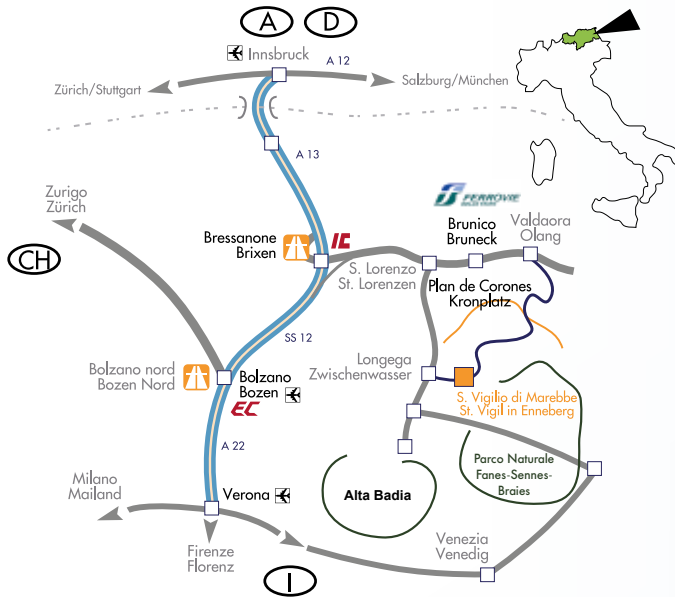 A
D
Innsbruck
A 12
Zürich/Stuttgart
Salzburg/München
A 13
Zurigo
Zürich
FERROVIE
Bressanone
Brixen
IC
Brunico
Bruneck
Valdaora
Olang
CH
S. Lorenzo
St. Lorenzen
Plan de Corones
Kronplatz
SS 12
Bolzano nord
Bozen Nord
Bolzano
Bozen
EC
Longega
Zwischenwasser
S. Vigilio di Marebbe
St. Vigil in Enneberg
A 22
Parco Naturale
Fanes-Sennes-
Braies
Milano
Mailand
Verona
Alta Badia
Firenze
Florenz
Venezia
Venedig
I